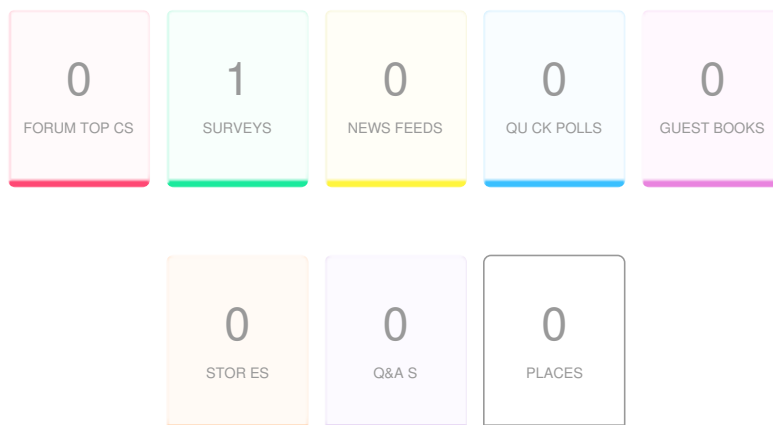 0 1 0 0 0
FORUM TOP CS SURVEYS NEWS FEEDS QU CK POLLS GUEST BOOKS
0 0 0
STOR ES Q&A S PLACES